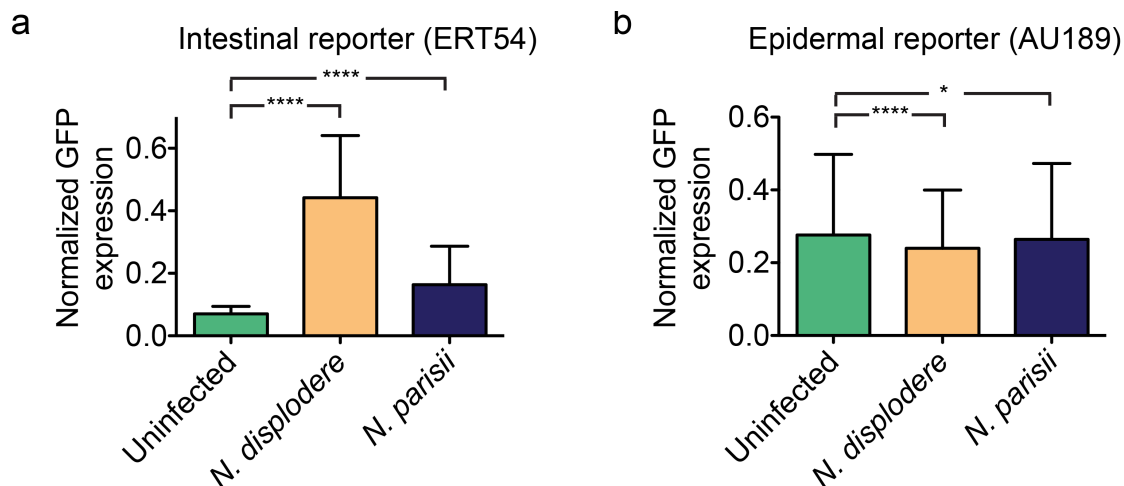 a
Intestinal reporter (ERT54)
****
****
Normalized GFP
expression
0.6
0.4
0.2
0.0
Uninfected
N. displodere
N. parisii
b
Epidermal reporter (AU189)
*
****
Normalized GFP
expression
0.6
0.4
0.2
0.0
Uninfected
N. displodere
N. parisii